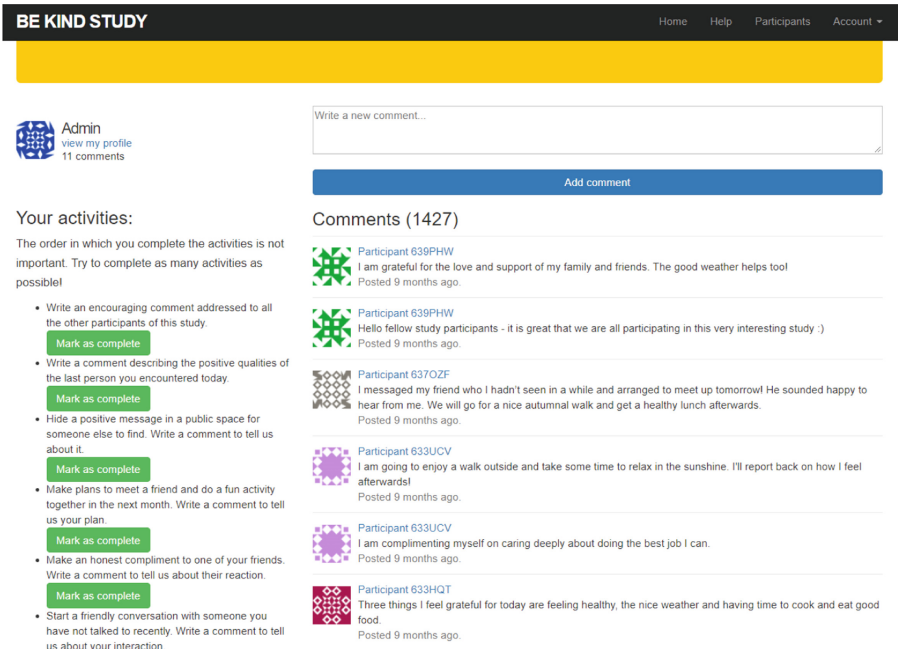 BE KIND STUDY
Home Help Participants Account
Admin
view my profile
11 comments
Your activities:
The order in which you complete the activities is not
important. Try to complete as many activities as
possible!
Write an encouraging comment addressed to all
the other participants of this study.
Mark as complete
Write a comment describing the positive qualities of
the last person you encountered today.
Mark as complete
Hide a positive message in a public space for
someone else to find. Write a comment to tell us
about it.
Mark as complete
Make plans to meet a friend and do a fun activity
together in the next month. Write a comment to tell
us your plan.
Mark as complete
Make an honest compliment to one of your friends.
Write a comment to tell us about their reaction.
Mark as complete
Start a friendly conversation with someone you
have not talked to recently. Write a comment to tell
us about your interaction.
Write a new comment...
Add comment
Comments (1427)
Participant 639PHW
I am grateful for the love and support of my family and friends. The good weather helps too!
Posted 9 months ago.
Participant 639PHW
Hello fellow study participants - it is great that we are all participating in this very interesting study :)
Posted 9 months ago.
Participant 637OZF
I messaged my friend who I hadn't seen in a while and arranged to meet up tomorrow! He sounded happy to
hear from me. We will go for a nice autumnal walk and get a healthy lunch afterwards.
Posted 9 months ago.
Participant 633UCV
I am going to enjoy a walk outside and take some time to relax in the sunshine. I'll report back on how I feel
afterwards!
Posted 9 months ago.
Participant 633UCV
I am complimenting myself on caring deeply about doing the best job I can.
Posted 9 months ago.
Participant 633HQT
Three things I feel grateful for today are feeling healthy, the nice weather and having time to cook and eat good
food.
Posted 9 months ago.